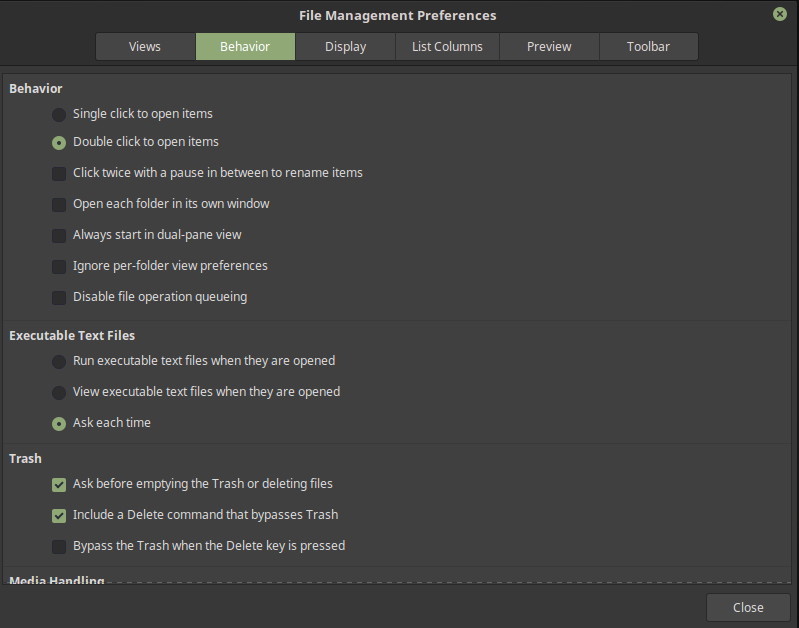 File Management Preferences
Views Behavior Display List Columns Preview Toolbar
Behavior
Single click to open items
Double click to open items
Click twice with a pause in between to rename items
Open each folder in its own window
Always start in dual-pane view
Ignore per-folder view preferences
Disable file operation queueing
Executable Text Files
Run executable text files when they are opened
View executable text files when they are opened
Ask each time
Trash
Ask before emptying the Trash or deleting files
Include a Delete command that bypasses Trash
Bypass the Trash when the Delete key is pressed
Media Handling
Close